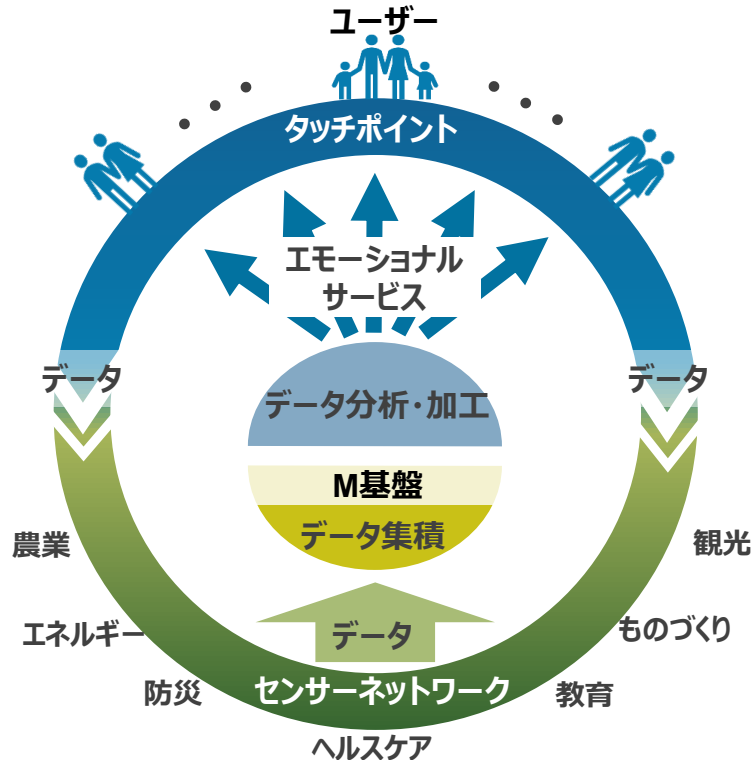 ユーザー
タッチポイント
エモーショナル
サービス
データ
データ
データ分析・加工
M基盤
データ集積
農業
観光
エネルギー
ものづくり
データ
防災
センサーネットワーク
教育
ヘルスケア